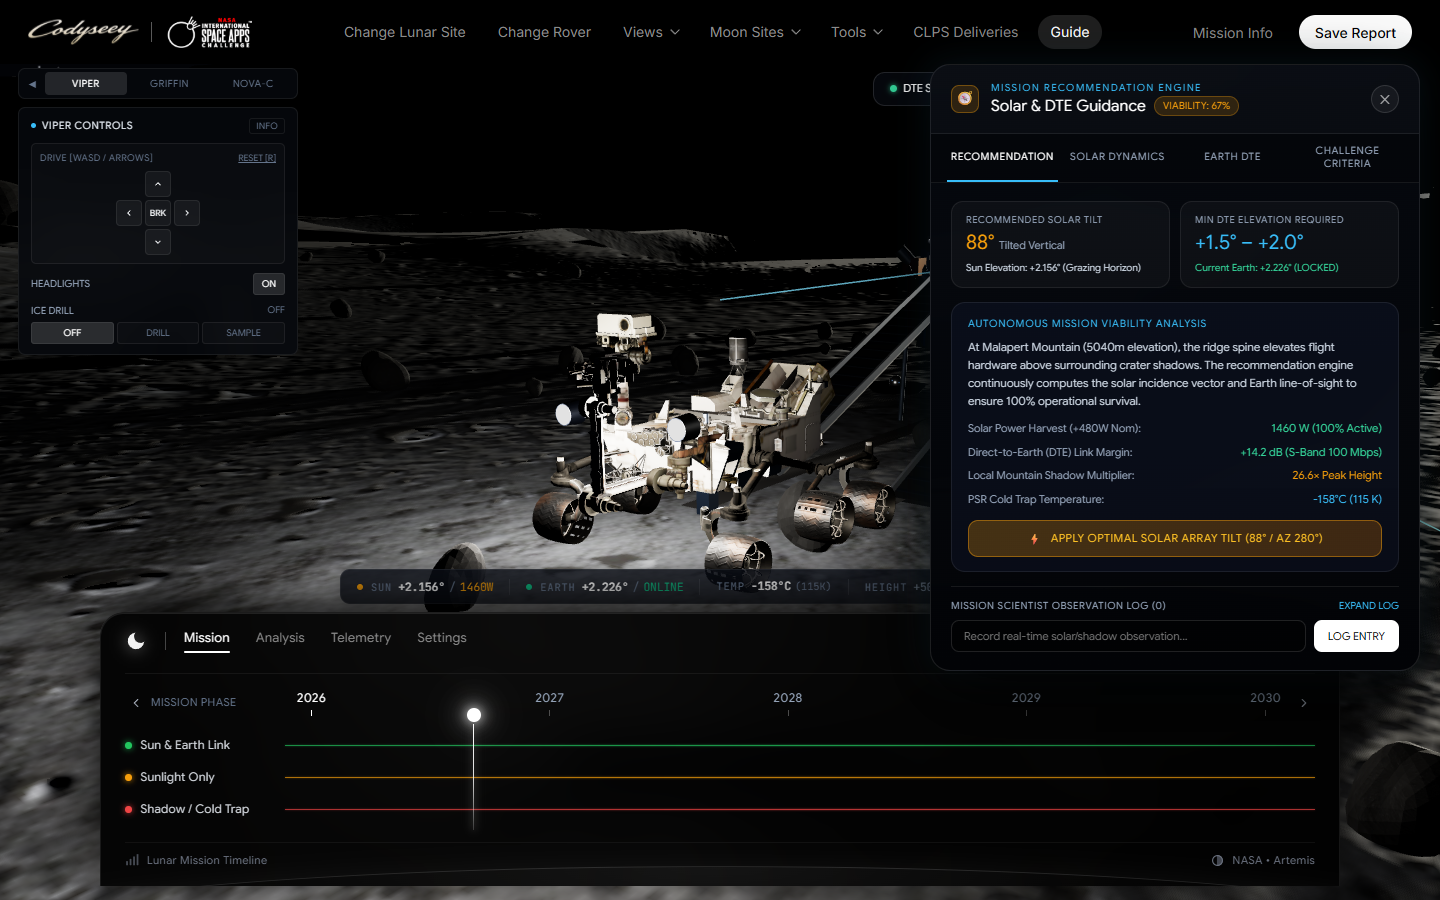 Codyseey
NASA
INTERNATIONAL
SPACE APPS
CHALLENGE
Change Lunar Site
Change Rover
Views
Moon Sites
Tools
CLPS Deliveries
Guide
Mission Info
Save Report
VIPER
GRIFFIN
NOVA-C
VIPER CONTROLS
INFO
DRIVE [WASD / ARROWS]
RESET [R]
BRK
HEADLIGHTS
ON
ICE DRILL
OFF
OFF
DRILL
SAMPLE
DTE S
MISSION RECOMMENDATION ENGINE
Solar & DTE Guidance
VIABILITY: 67%
RECOMMENDATION
SOLAR DYNAMICS
EARTH DTE
CHALLENGE
CRITERIA
RECOMMENDED SOLAR TILT
88° Tilted Vertical
Sun Elevation: +2.156° (Grazing Horizon)
MIN DTE ELEVATION REQUIRED
+1.5° – +2.0°
Current Earth: +2.226° (LOCKED)
AUTONOMOUS MISSION VIABILITY ANALYSIS
At Malapert Mountain (5040m elevation), the ridge spine elevates flight
hardware above surrounding crater shadows. The recommendation engine
continuously computes the solar incidence vector and Earth line-of-sight to
ensure 100% operational survival.
Solar Power Harvest (+480W Nom): 1460 W (100% Active)
Direct-to-Earth (DTE) Link Margin: +14.2 dB (S-Band 100 Mbps)
Local Mountain Shadow Multiplier: 26.6× Peak Height
PSR Cold Trap Temperature: -158°C (115 K)
APPLY OPTIMAL SOLAR ARRAY TILT (88° / AZ 280°)
MISSION SCIENTIST OBSERVATION LOG (0)
EXPAND LOG
Record real-time solar/shadow observation...
LOG ENTRY
SUN +2.156° / 1460W
EARTH +2.226° / ONLINE
TEMP -158°C (115K)
HEIGHT +50
Mission
Analysis
Telemetry
Settings
MISSION PHASE
2026
2027
2028
2029
2030
Sun & Earth Link
Sunlight Only
Shadow / Cold Trap
Lunar Mission Timeline
NASA • Artemis